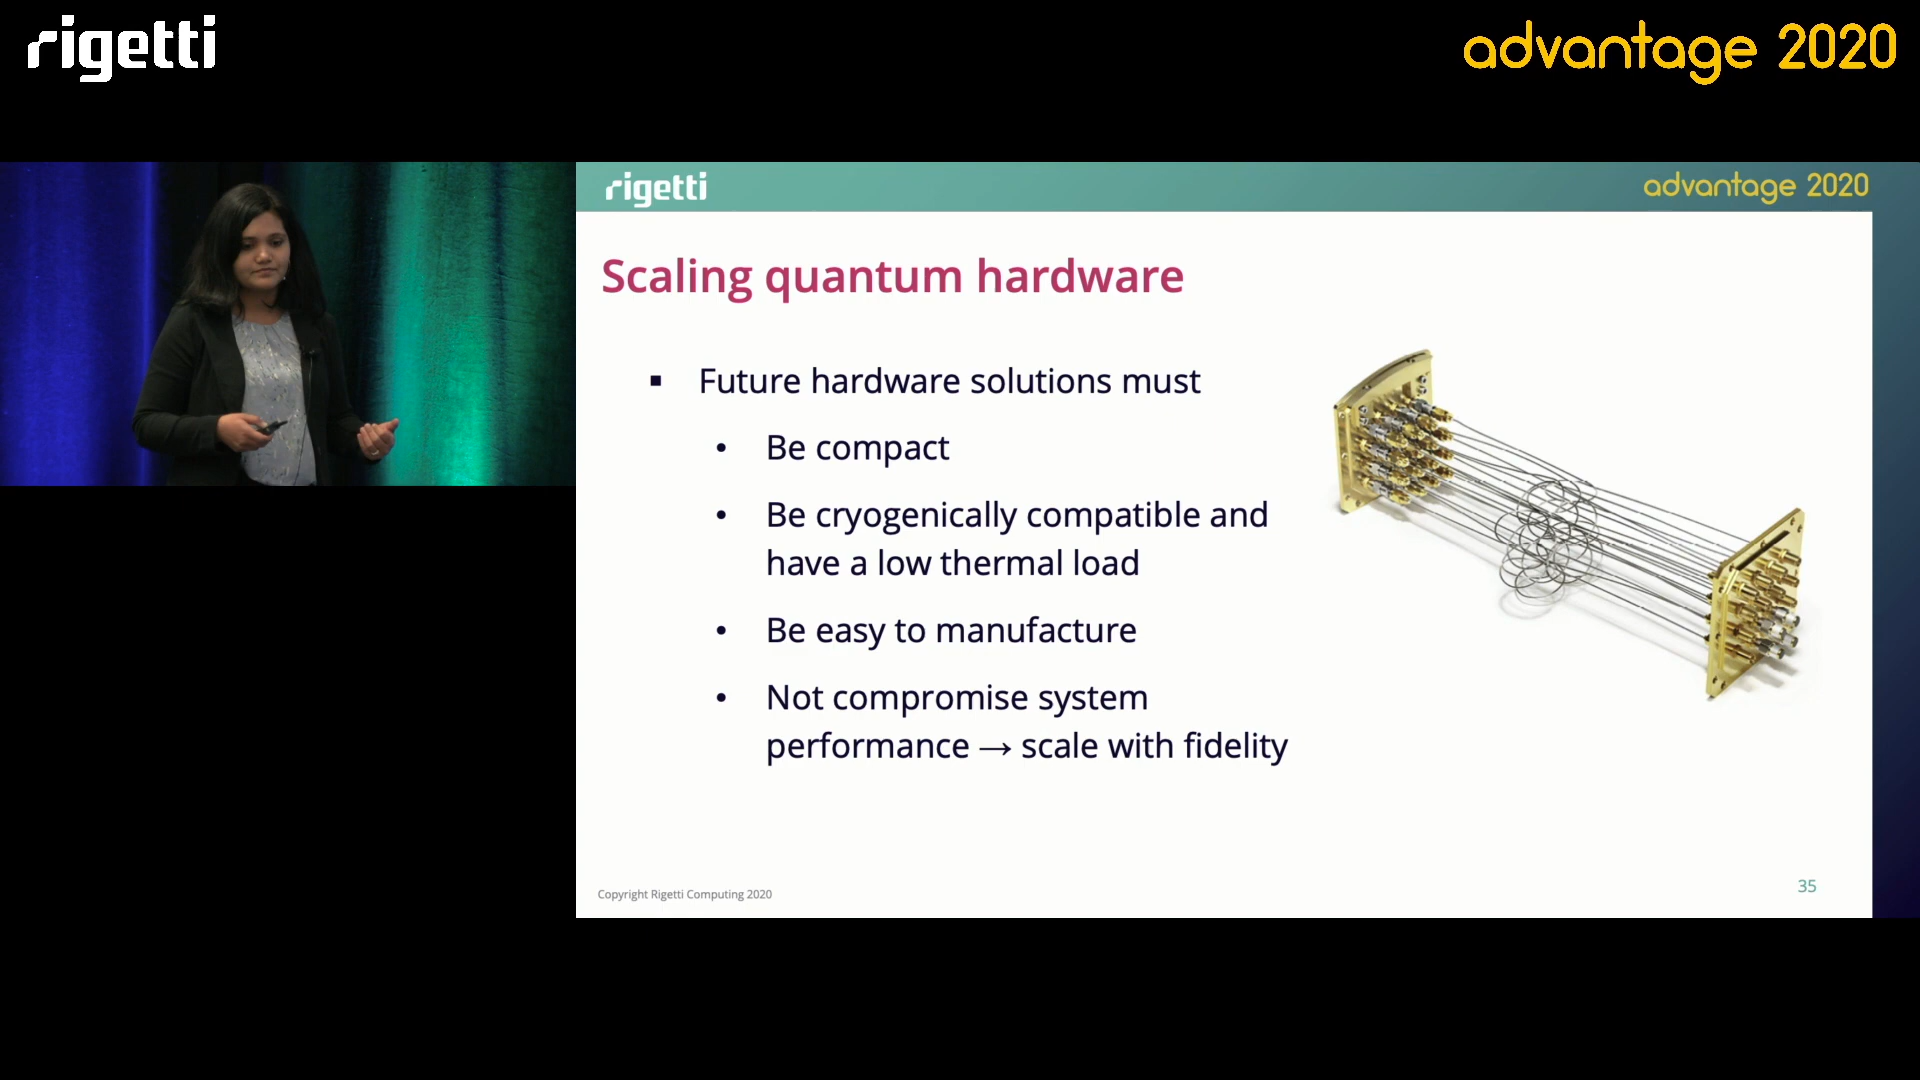 rigetti
advantage 2020
rigetti
advantage 2020
Scaling quantum hardware
▪ Future hardware solutions must
• Be compact
• Be cryogenically compatible and
have a low thermal load
• Be easy to manufacture
• Not compromise system
performance → scale with fidelity
Copyright Rigetti Computing 2020
35